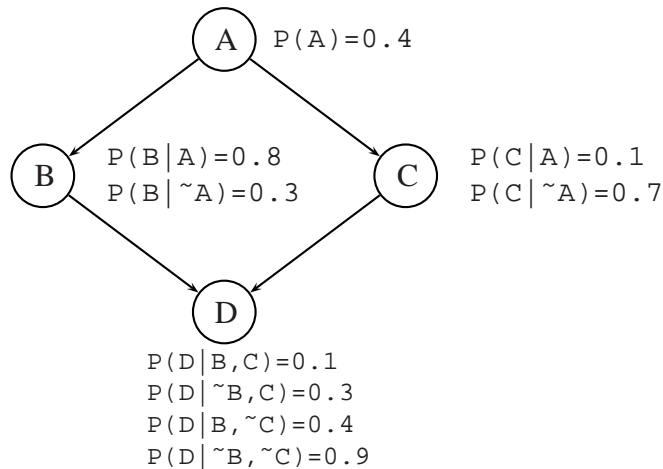 A P(A)=0.4
B P(B|A)=0.8 C P(C|A)=0.1
P(B|~A)=0.3 P(C|~A)=0.7
D
P(D|B,C)=0.1
P(D|~B,C)=0.3
P(D|B,~C)=0.4
P(D|~B,~C)=0.9